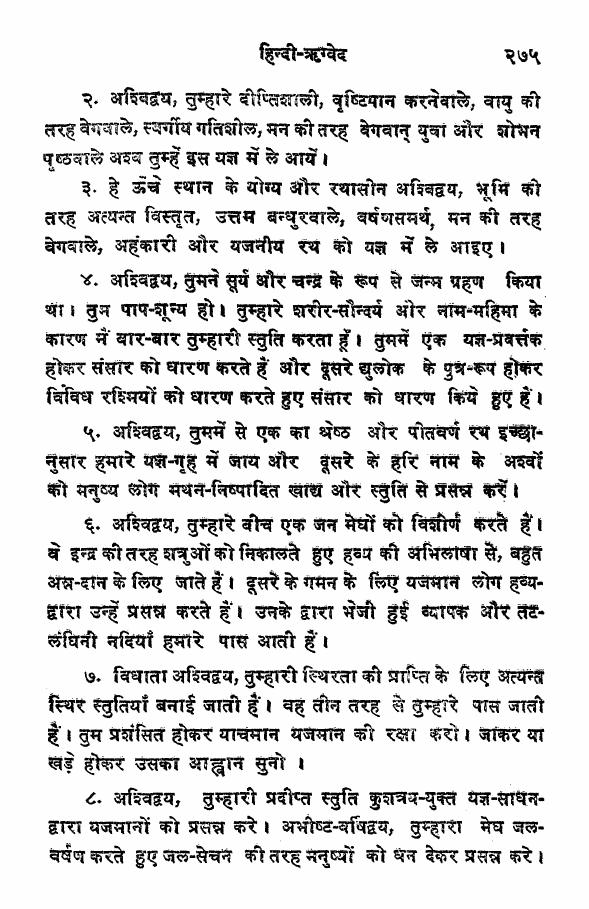 हिन्दी-ऋग्वेद २७५
२. अश्विद्वय, तुम्हारे दीप्तिशाली, वृष्टिपान करनेवाले, वायु की
तरह वेगवाले, स्वर्गीय गतिशील, मन की तरह वेगवान् युवा और शोभन
पृष्ठवाले अश्व तुम्हें इस यज्ञ में ले आयें।
३. हे ऊँचे स्थान के योग्य और रथासीन अश्विद्वय, भूमि की
तरह अत्यन्त विस्तृत, उत्तम बन्धुरवाले, वर्षणसमर्थ, मन की तरह
वेगवाले, अहंकारी और यजनीय रथ को यज्ञ में ले आइए।
४. अश्विद्वय, तुमने सूर्य और चन्द्र के रूप से जन्म ग्रहण किया
था। तुम पाप-शून्य हो। तुम्हारे शरीर-सौन्दर्य और नाम-महिमा के
कारण मैं बार-बार तुम्हारी स्तुति करता हूँ। तुममें एक यज्ञ-प्रवर्त्तक
होकर संसार को धारण करते हैं और दूसरे द्युलोक के पुत्र-रूप होकर
विविध रश्मियों को धारण करते हुए संसार को धारण किये हुए हैं।
५. अश्विद्वय, तुममें से एक का श्रेष्ठ और पीतवर्ण रथ इच्छा-
नुसार हमारे यज्ञ-गृह में जाय और दूसरे के हरि नाम के अश्वों
को मनुष्य लोग मथन-निष्पादित खाद्य और स्तुति से प्रसन्न करें।
६. अश्विद्वय, तुम्हारे बीच एक जन मेघों को विशीर्ण करते हैं।
वे इन्द्र की तरह शत्रुओं को निकालते हुए हव्य की अभिलाषा से, बहुत
अन्न-दान के लिए जाते हैं। दूसरे के गमन के लिए यजमान लोग हव्य-
द्वारा उन्हें प्रसन्न करते हैं। उनके द्वारा भेजी हुई व्यापक और तट-
लंघिनी नदियाँ हमारे पास आती हैं।
७. विधाता अश्विद्वय, तुम्हारी स्थिरता की प्राप्ति के लिए अत्यन्त
स्थिर स्तुतियाँ बनाई जाती हैं। वह तीन तरह से तुम्हारे पास जाती
हैं। तुम प्रशंसित होकर याचमान यजमान की रक्षा करो। जाकर या
खड़े होकर उसका आह्वान सुनो ।
८. अश्विद्वय, तुम्हारी प्रदीप्त स्तुति कुशत्रय-युक्त यज्ञ-साधन-
द्वारा यजमानों को प्रसन्न करे। अभीष्ट-वर्षिद्वय, तुम्हारा मेघ जल-
वर्षण करते हुए जल-सेचन की तरह मनुष्यों को धन देकर प्रसन्न करे।